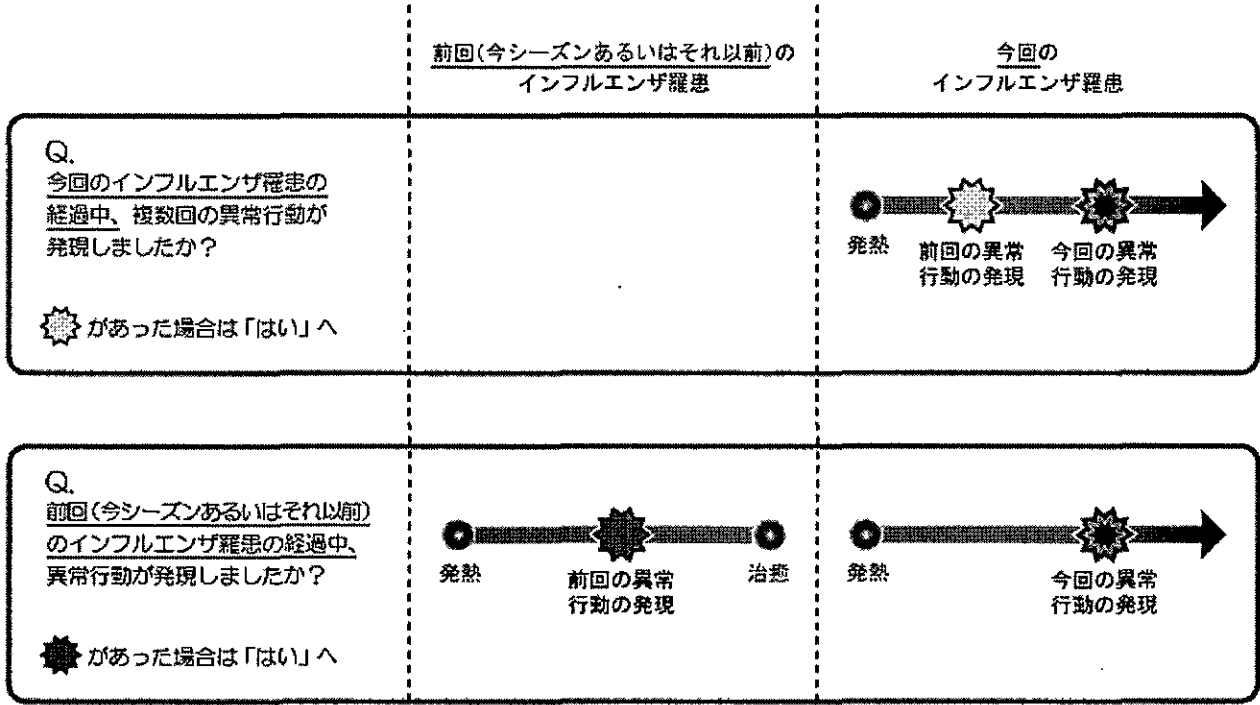 前回(今シーズンあるいはそれ以前)の
インフルエンザ罹患
今回の
インフルエンザ罹患
Q.
今回のインフルエンザ罹患の
経過中、複数回の異常行動が
発現しましたか？
があった場合は「はい」へ
発熱
前回の異常
行動の発現
今回の異常
行動の発現
Q.
前回(今シーズンあるいはそれ以前)
のインフルエンザ罹患の経過中、
異常行動が発現しましたか？
があった場合は「はい」へ
発熱
前回の異常
行動の発現
治癒
発熱
今回の異常
行動の発現